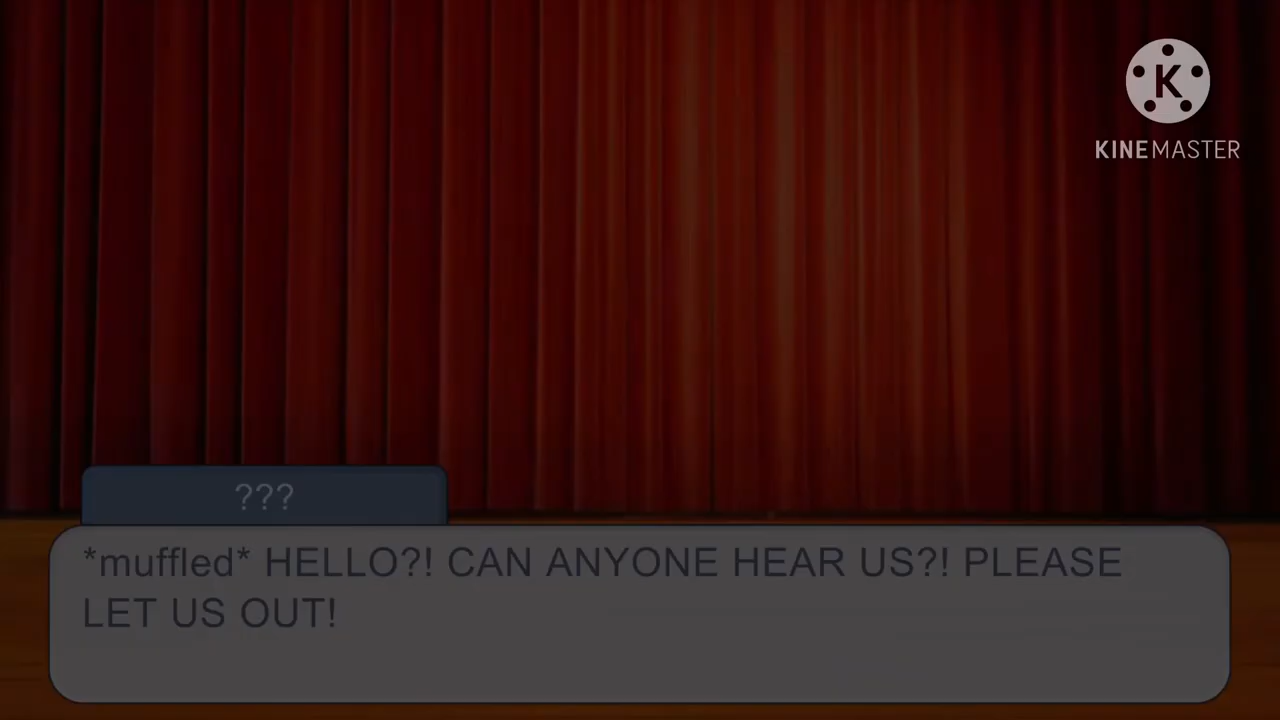 K
KINEMASTER
???
*muffled* HELLO?! CAN ANYONE HEAR US?! PLEASE
LET US OUT!